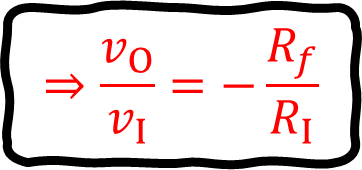 ⇒ v_O / v_I = − R_f / R_I